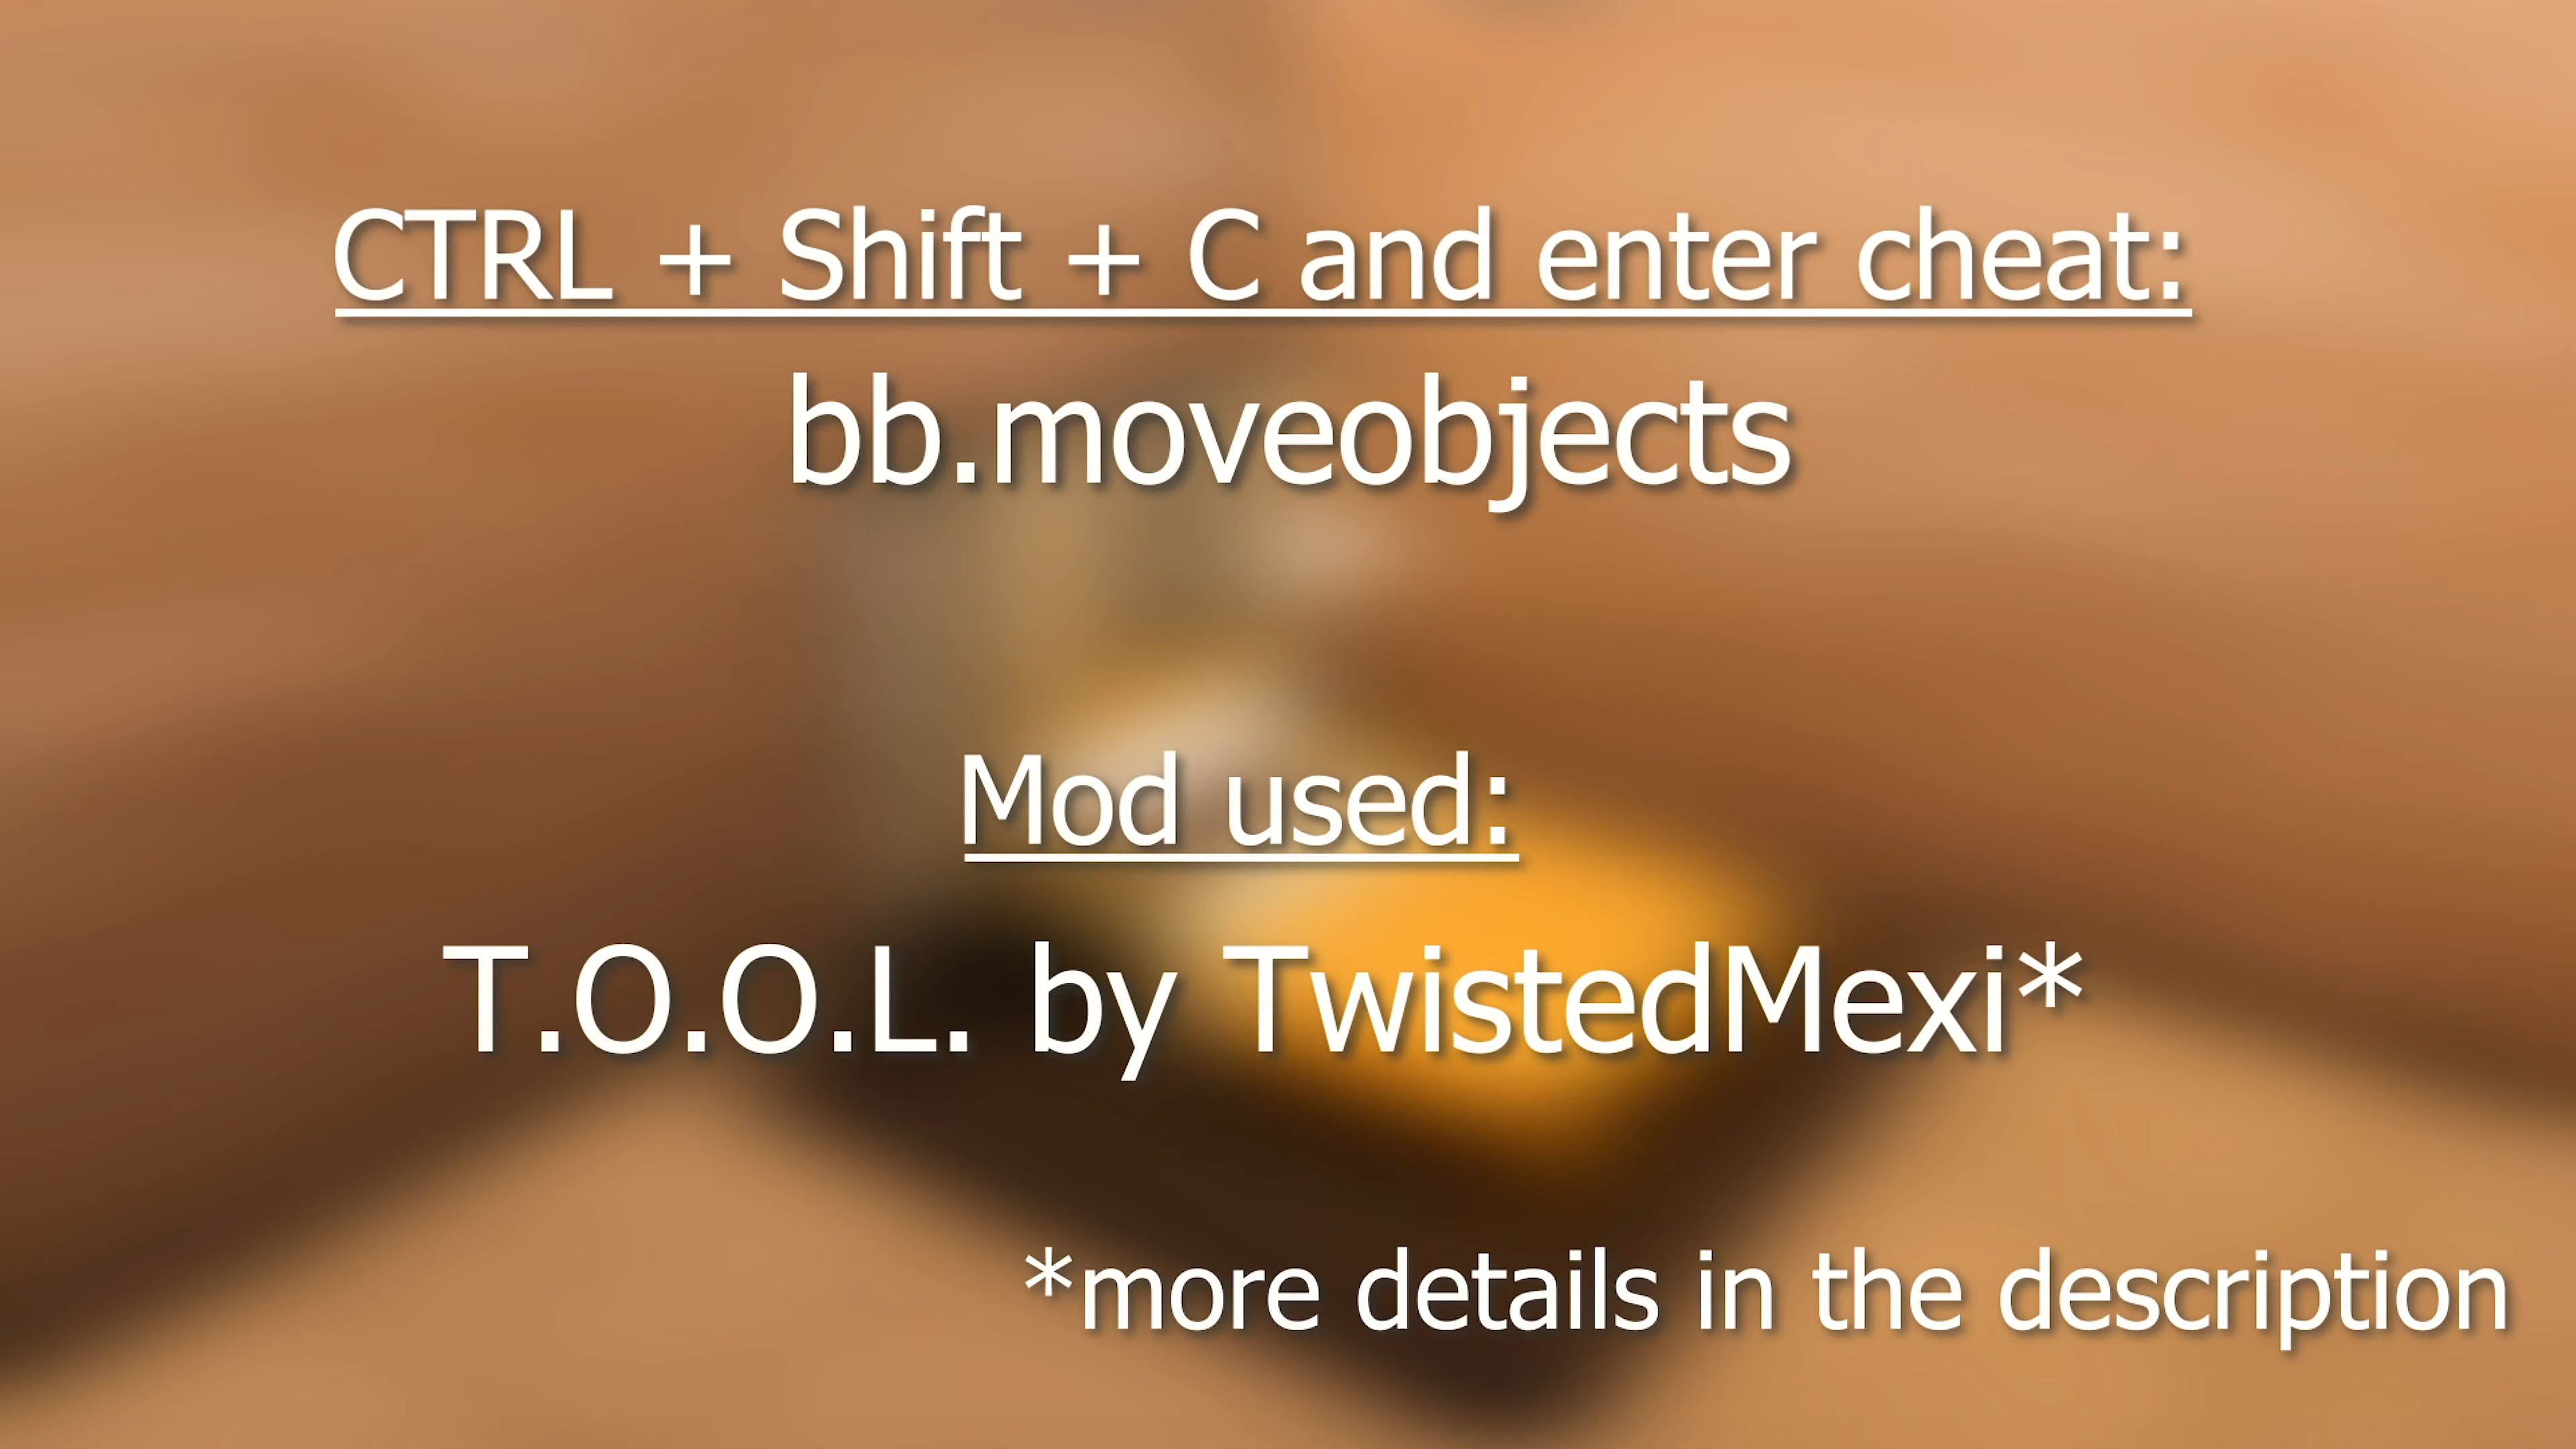 CTRL + Shift + C and enter cheat:
bb.moveobjects
Mod used:
T.O.O.L. by TwistedMexi*
*more details in the description